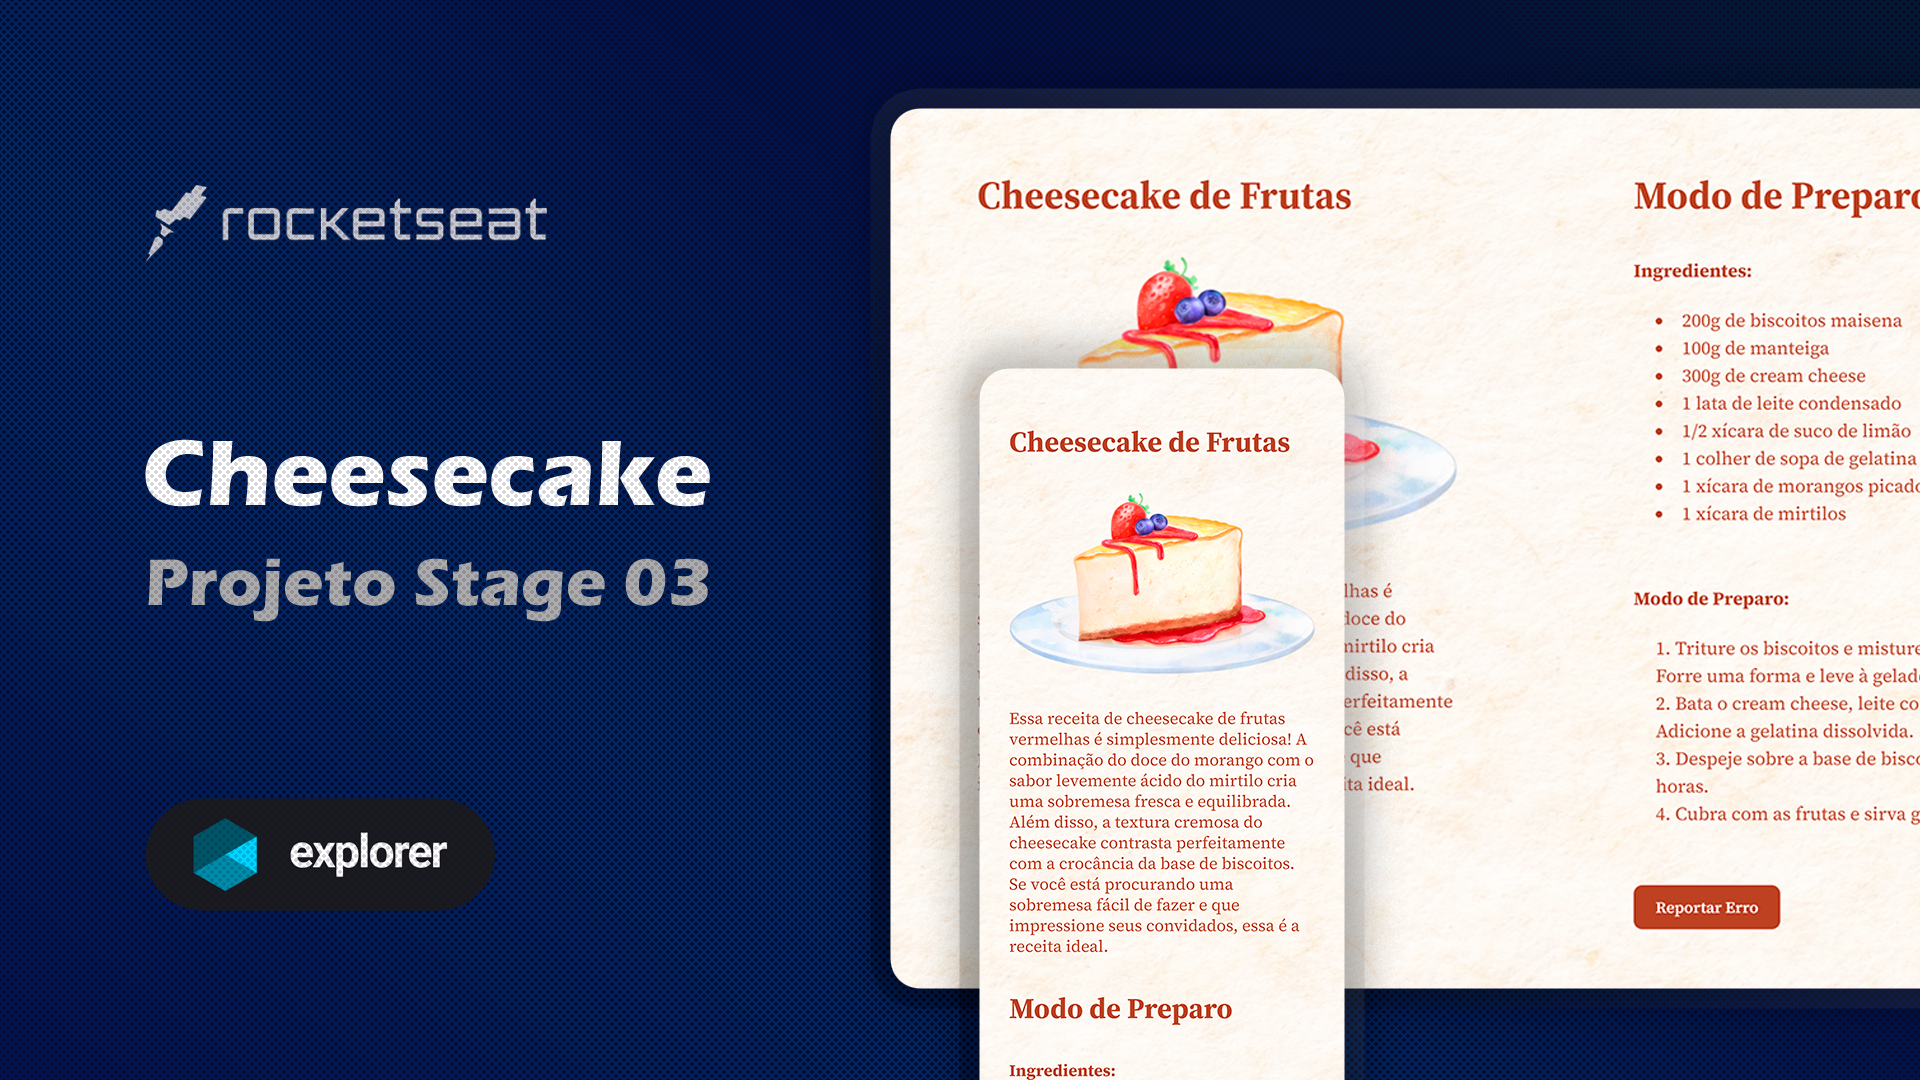 rocketseat
Cheesecake
Projeto Stage 03
explorer
Cheesecake de Frutas
lhas é
doce do
mirtilo cria
disso, a
erfeitamente
cê está
que
ta ideal.
Modo de Preparo
Ingredientes:
200g de biscoitos maisena
100g de manteiga
300g de cream cheese
1 lata de leite condensado
1/2 xícara de suco de limão
1 colher de sopa de gelatina
1 xícara de morangos picado
1 xícara de mirtilos
Modo de Preparo:
1. Triture os biscoitos e misture
Forre uma forma e leve à gelad
2. Bata o cream cheese, leite co
Adicione a gelatina dissolvida.
3. Despeje sobre a base de bisco
horas.
4. Cubra com as frutas e sirva g
Reportar Erro
Cheesecake de Frutas
Essa receita de cheesecake de frutas
vermelhas é simplesmente deliciosa! A
combinação do doce do morango com o
sabor levemente ácido do mirtilo cria
uma sobremesa fresca e equilibrada.
Além disso, a textura cremosa do
cheesecake contrasta perfeitamente
com a crocância da base de biscoitos.
Se você está procurando uma
sobremesa fácil de fazer e que
impressione seus convidados, essa é a
receita ideal.
Modo de Preparo
Ingredientes: